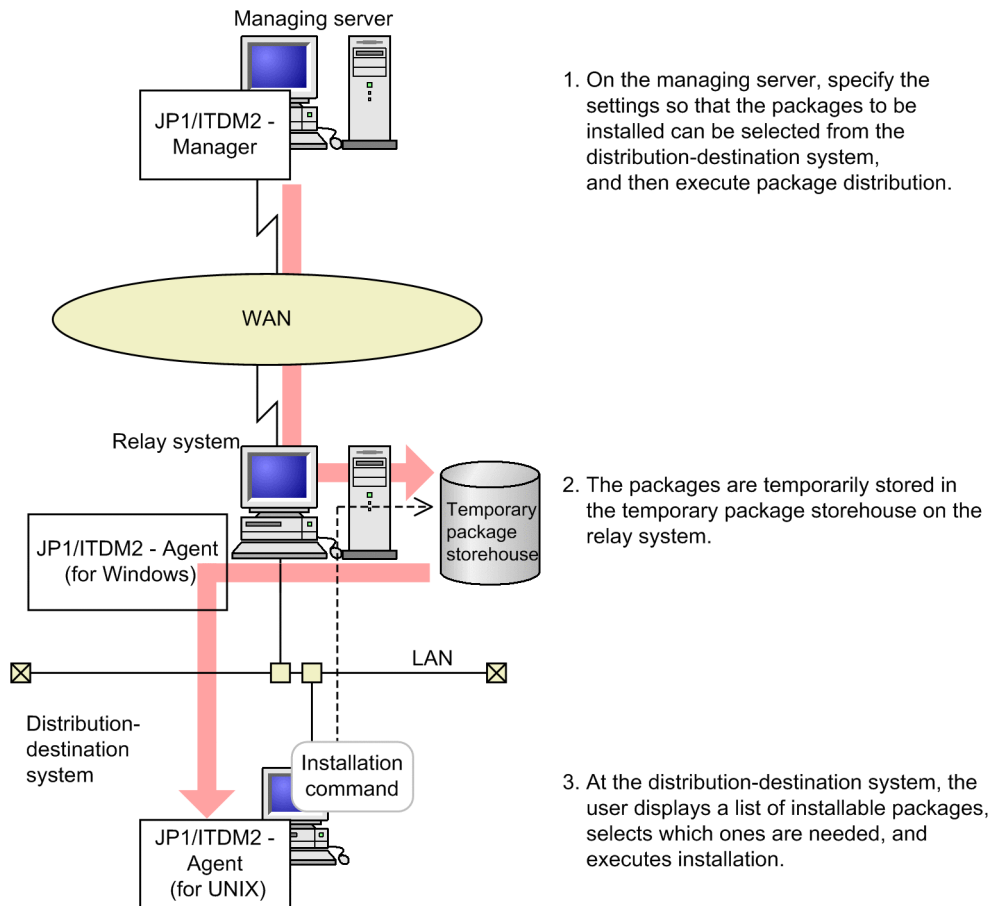 Managing server
JP1/ITDM2 -
Manager
1. On the managing server, specify the
settings so that the packages to be
installed can be selected from the
distribution-destination system,
and then execute package distribution.
WAN
Relay system
Temporary
package
storehouse
JP1/ITDM2 - Agent
(for Windows)
2. The packages are temporarily stored in
the temporary package storehouse on the
relay system.
LAN
Distribution-
destination
system
Installation
command
JP1/ITDM2 -
Agent
(for UNIX)
3. At the distribution-destination system, the
user displays a list of installable packages,
selects which ones are needed, and
executes installation.